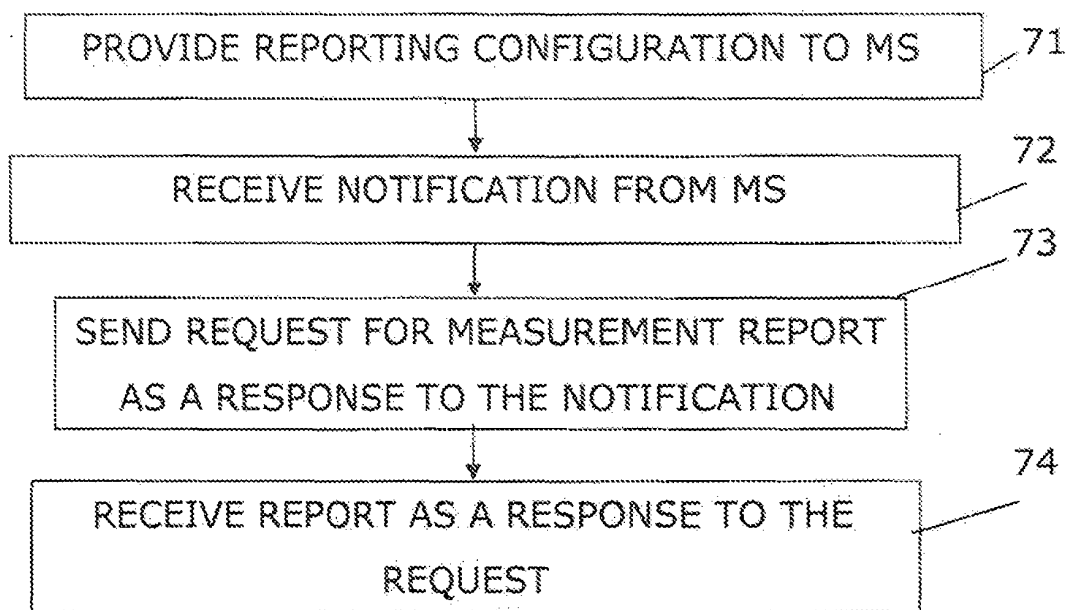 PROVIDE REPORTING CONFIGURATION TO MS
71
RECEIVE NOTIFICATION FROM MS
72
73
SEND REQUEST FOR MEASUREMENT REPORT
AS A RESPONSE TO THE NOTIFICATION
74
RECEIVE REPORT AS A RESPONSE TO THE
REQUEST